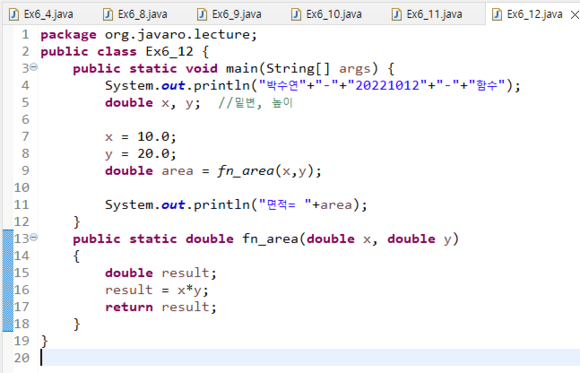 Ex6_4.java Ex6_8.java Ex6_9.java Ex6_10.java Ex6_11.java Ex6_12.java
1 package org.javaro.lecture;
2 public class Ex6_12 {
3 public static void main(String[] args) {
4 System.out.println("박수연"+"-"+"20221012"+"-"+"함수");
5 double x, y; //밑변, 높이
6
7 x = 10.0;
8 y = 20.0;
9 double area = fn_area(x,y);
10
11 System.out.println("면적= "+area);
12 }
13 public static double fn_area(double x, double y)
14 {
15 double result;
16 result = x*y;
17 return result;
18 }
19 }
20